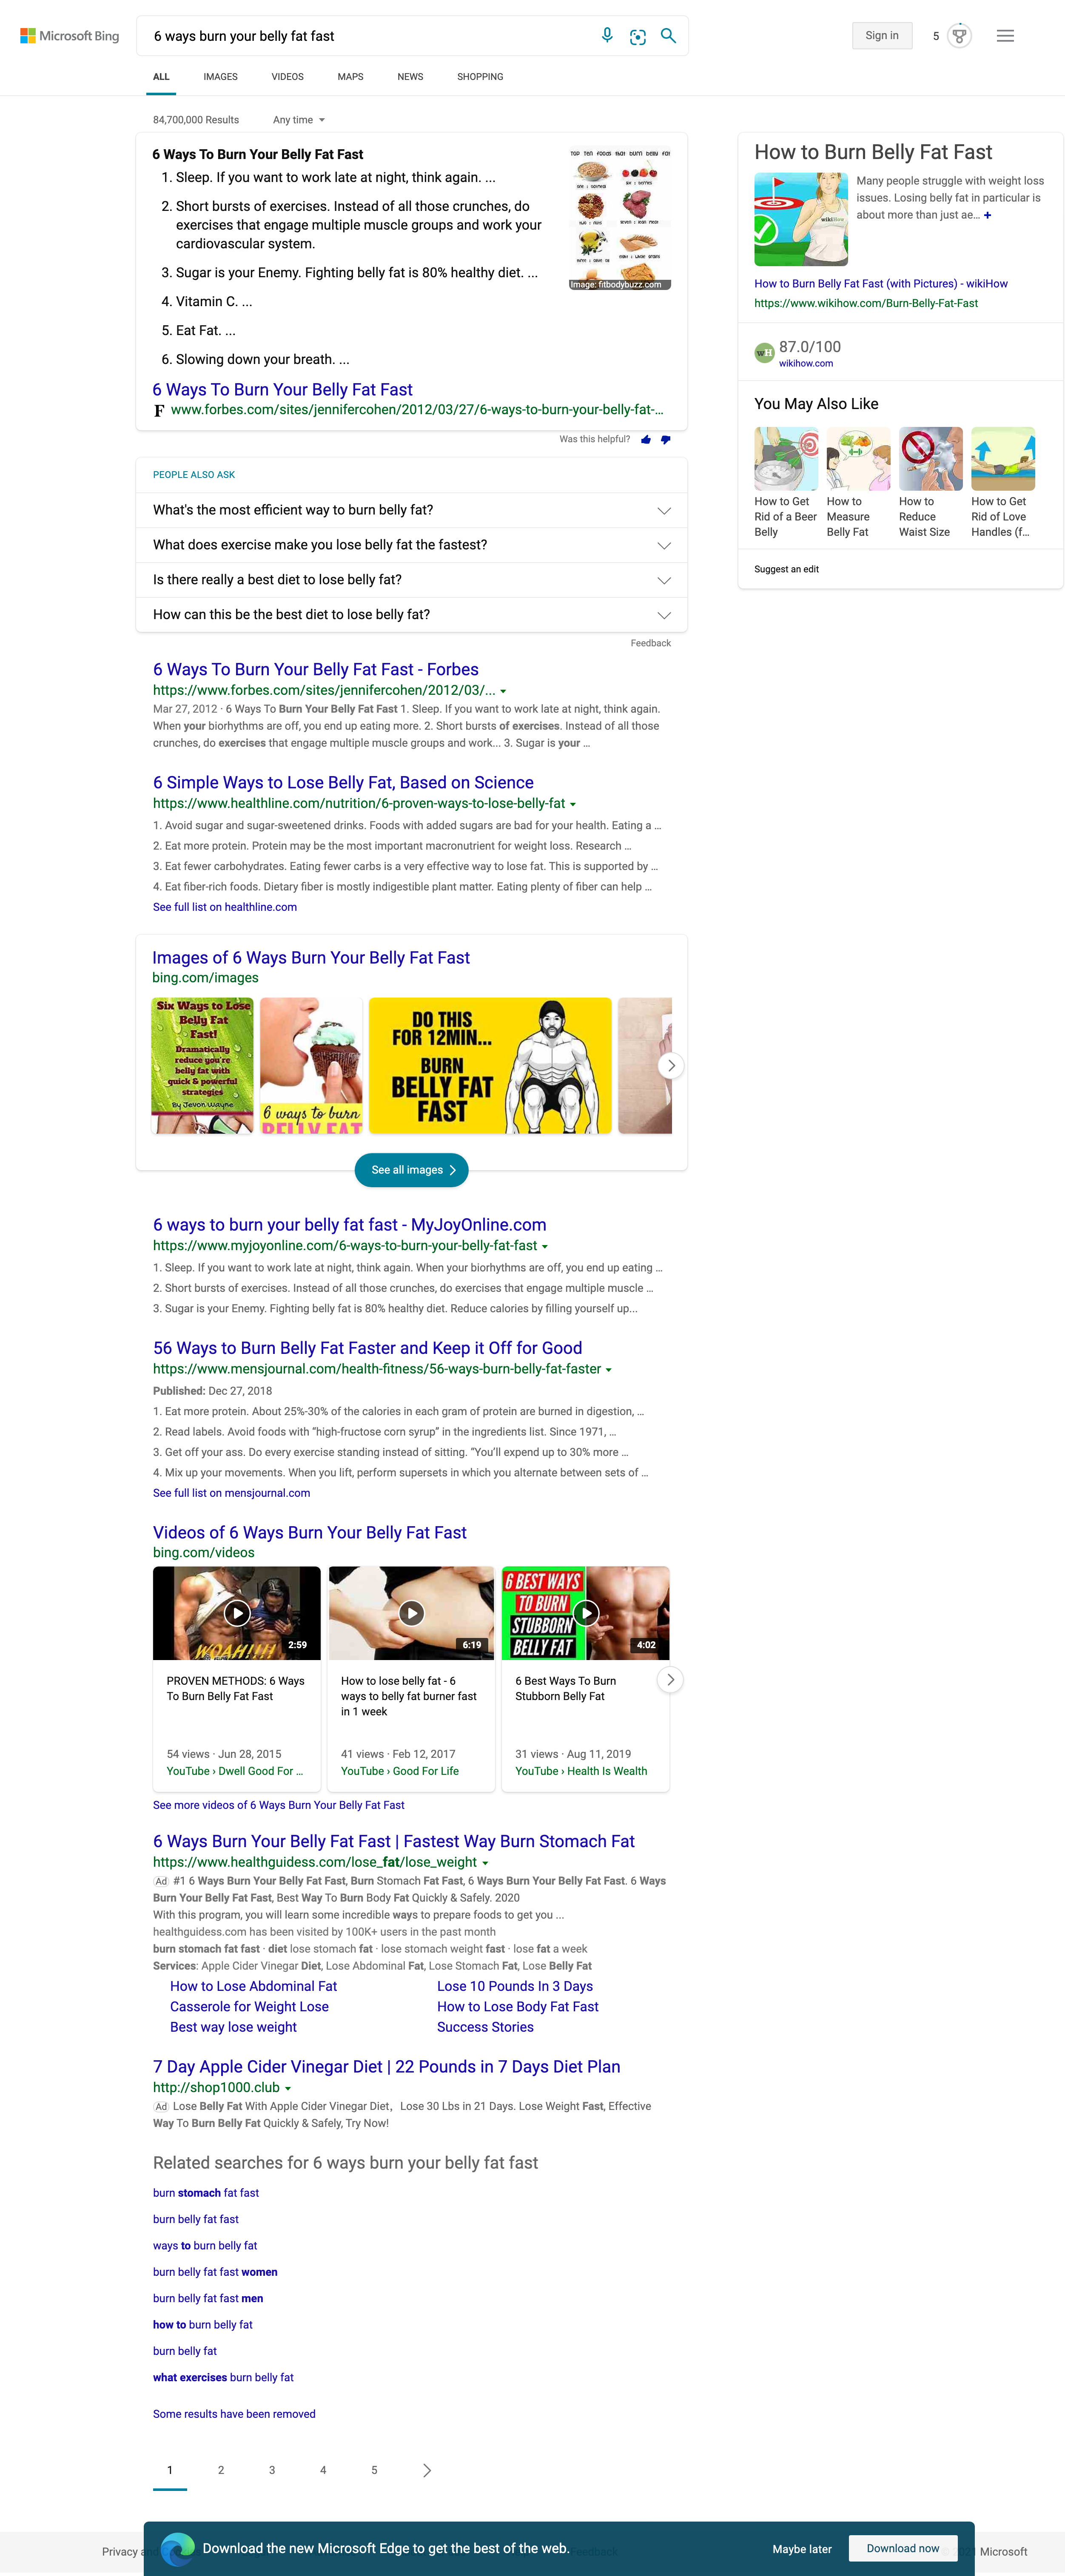 Microsoft Bing
6 ways burn your belly fat fast
Sign in
5
ALL
IMAGES
VIDEOS
MAPS
NEWS
SHOPPING
84,700,000 Results
Any time
6 Ways To Burn Your Belly Fat Fast
1. Sleep. If you want to work late at night, think again. ...
2. Short bursts of exercises. Instead of all those crunches, do
exercises that engage multiple muscle groups and work your
cardiovascular system.
3. Sugar is your Enemy. Fighting belly fat is 80% healthy diet. ...
4. Vitamin C. ...
5. Eat Fat. ...
6. Slowing down your breath. ...
TOP TEN FOODS that burn belly fat
Image: fitbodybuzz.com
6 Ways To Burn Your Belly Fat Fast
F www.forbes.com/sites/jennifercohen/2012/03/27/6-ways-to-burn-your-belly-fat-...
Was this helpful?
PEOPLE ALSO ASK
What's the most efficient way to burn belly fat?
What does exercise make you lose belly fat the fastest?
Is there really a best diet to lose belly fat?
How can this be the best diet to lose belly fat?
Feedback
How to Burn Belly Fat Fast
wikiHow
Many people struggle with weight loss
issues. Losing belly fat in particular is
about more than just ae... +
How to Burn Belly Fat Fast (with Pictures) - wikiHow
https://www.wikihow.com/Burn-Belly-Fat-Fast
wH
87.0/100
wikihow.com
You May Also Like
How to Get
Rid of a Beer
Belly
How to
Measure
Belly Fat
How to
Reduce
Waist Size
How to Get
Rid of Love
Handles (f...
Suggest an edit
6 Ways To Burn Your Belly Fat Fast - Forbes
https://www.forbes.com/sites/jennifercohen/2012/03/...
Mar 27, 2012 · 6 Ways To Burn Your Belly Fat Fast 1. Sleep. If you want to work late at night, think again.
When your biorhythms are off, you end up eating more. 2. Short bursts of exercises. Instead of all those
crunches, do exercises that engage multiple muscle groups and work... 3. Sugar is your ...
6 Simple Ways to Lose Belly Fat, Based on Science
https://www.healthline.com/nutrition/6-proven-ways-to-lose-belly-fat
1. Avoid sugar and sugar-sweetened drinks. Foods with added sugars are bad for your health. Eating a ...
2. Eat more protein. Protein may be the most important macronutrient for weight loss. Research ...
3. Eat fewer carbohydrates. Eating fewer carbs is a very effective way to lose fat. This is supported by ...
4. Eat fiber-rich foods. Dietary fiber is mostly indigestible plant matter. Eating plenty of fiber can help ...
See full list on healthline.com
Images of 6 Ways Burn Your Belly Fat Fast
bing.com/images
Six Ways to Lose
Belly Fat
Fast!
Dramatically
reduce you're
belly fat with
quick & powerful
strategies
By Jevon Wayne
6 ways to burn
BELLY FAT
DO THIS
FOR 12MIN...
BURN
BELLY FAT
FAST
See all images
6 ways to burn your belly fat fast - MyJoyOnline.com
https://www.myjoyonline.com/6-ways-to-burn-your-belly-fat-fast
1. Sleep. If you want to work late at night, think again. When your biorhythms are off, you end up eating ...
2. Short bursts of exercises. Instead of all those crunches, do exercises that engage multiple muscle ...
3. Sugar is your Enemy. Fighting belly fat is 80% healthy diet. Reduce calories by filling yourself up...
56 Ways to Burn Belly Fat Faster and Keep it Off for Good
https://www.mensjournal.com/health-fitness/56-ways-burn-belly-fat-faster
Published: Dec 27, 2018
1. Eat more protein. About 25%-30% of the calories in each gram of protein are burned in digestion, ...
2. Read labels. Avoid foods with “high-fructose corn syrup” in the ingredients list. Since 1971, ...
3. Get off your ass. Do every exercise standing instead of sitting. “You’ll expend up to 30% more ...
4. Mix up your movements. When you lift, perform supersets in which you alternate between sets of ...
See full list on mensjournal.com
Videos of 6 Ways Burn Your Belly Fat Fast
bing.com/videos
WOAH!!!!
2:59
6:19
6 BEST WAYS
TO BURN
STUBBORN
BELLY FAT
4:02
PROVEN METHODS: 6 Ways
To Burn Belly Fat Fast
54 views · Jun 28, 2015
YouTube › Dwell Good For ...
How to lose belly fat - 6
ways to belly fat burner fast
in 1 week
41 views · Feb 12, 2017
YouTube › Good For Life
6 Best Ways To Burn
Stubborn Belly Fat
31 views · Aug 11, 2019
YouTube › Health Is Wealth
See more videos of 6 Ways Burn Your Belly Fat Fast
6 Ways Burn Your Belly Fat Fast | Fastest Way Burn Stomach Fat
https://www.healthguidess.com/lose_fat/lose_weight
Ad #1 6 Ways Burn Your Belly Fat Fast, Burn Stomach Fat Fast, 6 Ways Burn Your Belly Fat Fast. 6 Ways
Burn Your Belly Fat Fast, Best Way To Burn Body Fat Quickly & Safely. 2020
With this program, you will learn some incredible ways to prepare foods to get you ...
healthguidess.com has been visited by 100K+ users in the past month
burn stomach fat fast · diet lose stomach fat · lose stomach weight fast · lose fat a week
Services: Apple Cider Vinegar Diet, Lose Abdominal Fat, Lose Stomach Fat, Lose Belly Fat
How to Lose Abdominal Fat
Lose 10 Pounds In 3 Days
Casserole for Weight Lose
How to Lose Body Fat Fast
Best way lose weight
Success Stories
7 Day Apple Cider Vinegar Diet | 22 Pounds in 7 Days Diet Plan
http://shop1000.club
Ad Lose Belly Fat With Apple Cider Vinegar Diet，Lose 30 Lbs in 21 Days. Lose Weight Fast, Effective
Way To Burn Belly Fat Quickly & Safely, Try Now!
Related searches for 6 ways burn your belly fat fast
burn stomach fat fast
burn belly fat fast
ways to burn belly fat
burn belly fat fast women
burn belly fat fast men
how to burn belly fat
burn belly fat
what exercises burn belly fat
Some results have been removed
1
2
3
4
5
Privacy
Download the new Microsoft Edge to get the best of the web.
Maybe later
Download now
Microsoft